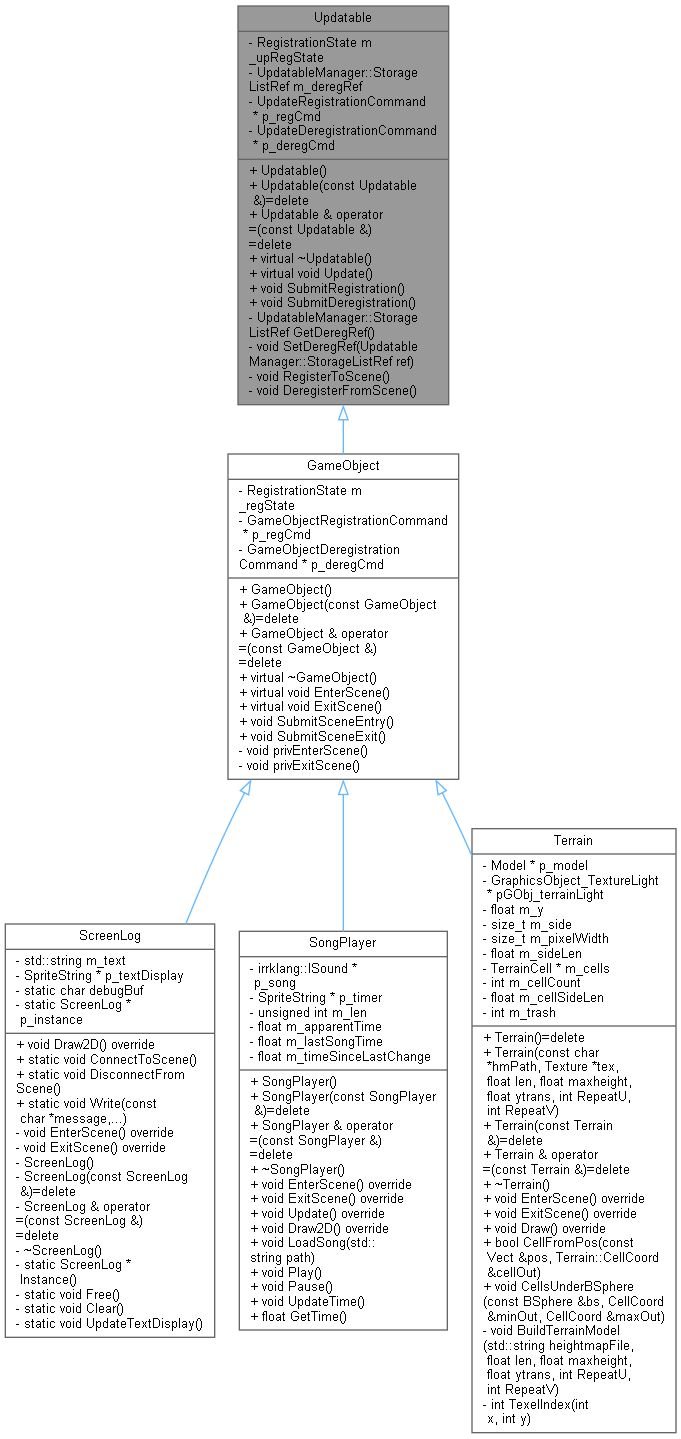 Updatable
- RegistrationState m
_upRegState
- UpdatableManager::Storage
ListRef m_deregRef
- UpdateRegistrationCommand
* p_regCmd
- UpdateDeregistrationCommand
* p_deregCmd
+ Updatable()
+ Updatable(const Updatable
&)=delete
+ Updatable & operator
=(const Updatable &)
=delete
+ virtual ~Updatable()
+ virtual void Update()
+ void SubmitRegistration()
+ void SubmitDeregistration()
- UpdatableManager::Storage
ListRef GetDeregRef()
- void SetDeregRef(Updatable
Manager::StorageListRef ref)
- void RegisterToScene()
- void DeregisterFromScene()
GameObject
- RegistrationState m
_regState
- GameObjectRegistrationCommand
* p_regCmd
- GameObjectDeregistration
Command * p_deregCmd
+ GameObject()
+ GameObject(const GameObject
&)=delete
+ GameObject & operator
=(const GameObject &)
=delete
+ virtual ~GameObject()
+ virtual void EnterScene()
+ virtual void ExitScene()
+ void SubmitSceneEntry()
+ void SubmitSceneExit()
- void privEnterScene()
- void privExitScene()
ScreenLog
- std::string m_text
- SpriteString * p_textDisplay
- static char debugBuf
- static ScreenLog *
p_instance
+ void Draw2D() override
+ static void ConnectToScene()
+ static void DisconnectFrom
Scene()
+ static void Write(const
char *message,...)
- void EnterScene() override
- void ExitScene() override
- ScreenLog()
- ScreenLog(const ScreenLog
&)=delete
- ScreenLog & operator
=(const ScreenLog &)
=delete
- ~ScreenLog()
- static ScreenLog *
Instance()
- static void Free()
- static void Clear()
- static void UpdateTextDisplay()
SongPlayer
- irrklang::ISound *
p_song
- SpriteString * p_timer
- unsigned int m_len
- float m_apparentTime
- float m_lastSongTime
- float m_timeSinceLastChange
+ SongPlayer()
+ SongPlayer(const SongPlayer
&)=delete
+ SongPlayer & operator
=(const SongPlayer &)
=delete
+ ~SongPlayer()
+ void EnterScene() override
+ void ExitScene() override
+ void Update() override
+ void Draw2D() override
+ void LoadSong(std::
string path)
+ void Play()
+ void Pause()
+ void UpdateTime()
+ float GetTime()
Terrain
- Model * p_model
- GraphicsObject_TextureLight
* pGObj_terrainLight
- float m_y
- size_t m_side
- size_t m_pixelWidth
- float m_sideLen
- TerrainCell * m_cells
- int m_cellCount
- float m_cellSideLen
- int m_trash
+ Terrain()=delete
+ Terrain(const char
*hmPath, Texture *tex,
float len, float maxheight,
float ytrans, int RepeatU,
int RepeatV)
+ Terrain(const Terrain
&)=delete
+ Terrain & operator
=(const Terrain &)=delete
+ ~Terrain()
+ void EnterScene() override
+ void ExitScene() override
+ void Draw() override
+ bool CellFromPos(const
Vect &pos, Terrain::CellCoord
&cellOut)
+ void CellsUnderBSphere
(const BSphere &bs, CellCoord
&minOut, CellCoord &maxOut)
- void BuildTerrainModel
(std::string heightmapFile,
float len, float maxheight,
float ytrans, int RepeatU,
int RepeatV)
- int TexelIndex(int
x, int y)